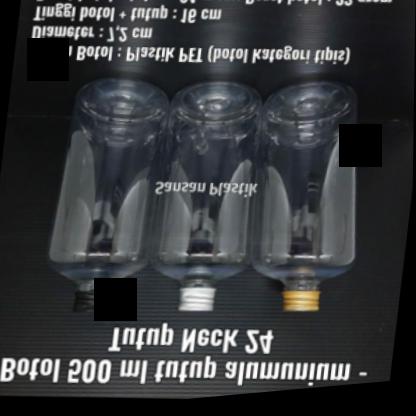 Botol 500 ml tutup alumunium -
Tutup Neck 24
Sansan Plastik
Botol : Plastik PET (botol kategori tipis)
Diameter : 7,2 cm
Tinggi botol + tutup : 16 cm